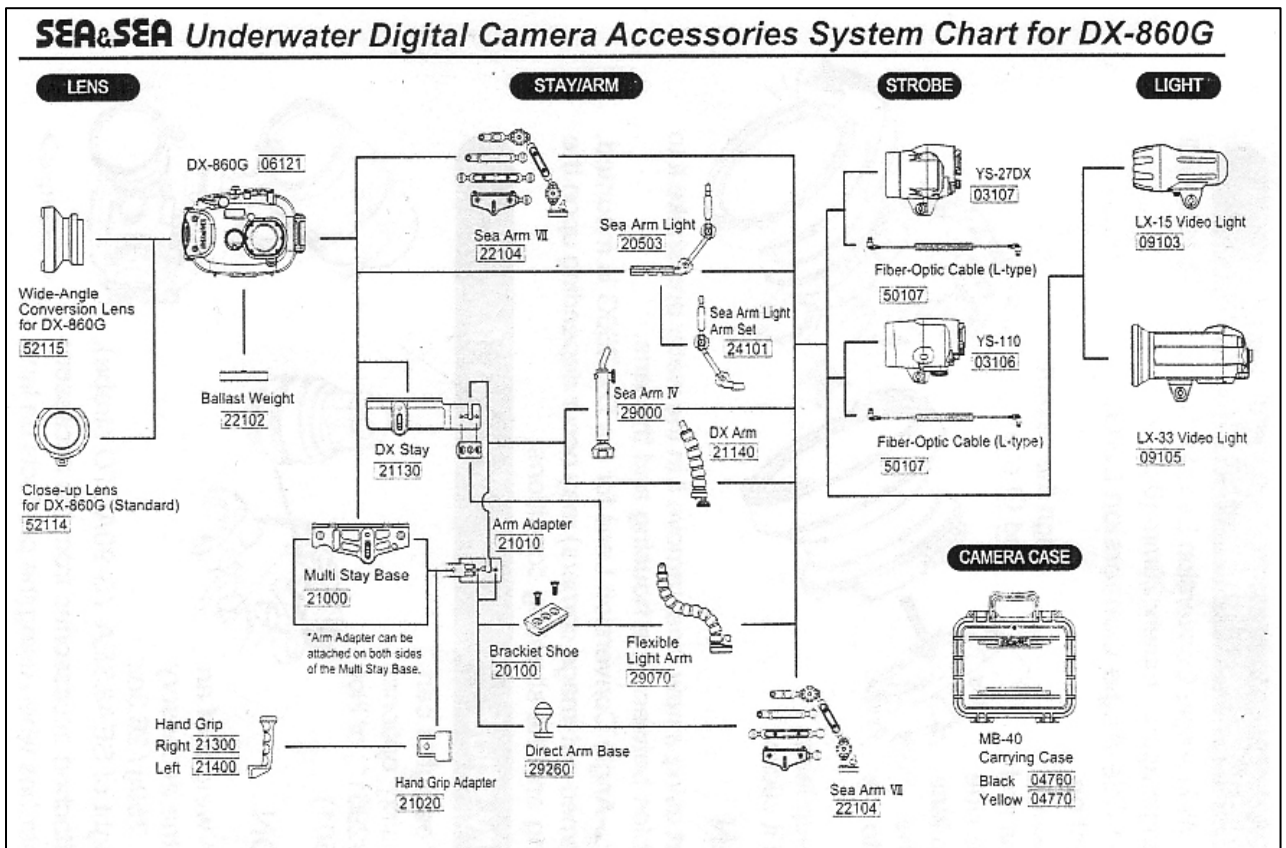 SEA&SEA Underwater Digital Camera Accessories System Chart for DX-860G
LENS
STAY/ARM
STROBE
LIGHT
DX-860G 06121
Wide-Angle
Conversion Lens
for DX-860G
52115
Ballast Weight
22102
Close-up Lens
for DX-860G (Standard)
52114
Sea Arm VII
22104
Sea Arm Light
20503
Sea Arm Light
Arm Set
24101
DX Stay
21130
Sea Arm IV
29000
DX Arm
21140
Arm Adapter
21010
Multi Stay Base
21000
*Arm Adapter can be
attached on both sides
of the Multi Stay Base.
Brackiet Shoe
20100
Flexible
Light Arm
29070
Hand Grip
Right 21300
Left 21400
Hand Grip Adapter
21020
Direct Arm Base
29260
Sea Arm VII
22104
YS-27DX
03107
Fiber-Optic Cable (L-type)
50107
YS-110
03106
Fiber-Optic Cable (L-type)
50107
LX-15 Video Light
09103
LX-33 Video Light
09105
CAMERA CASE
MB-40
Carrying Case
Black 04760
Yellow 04770